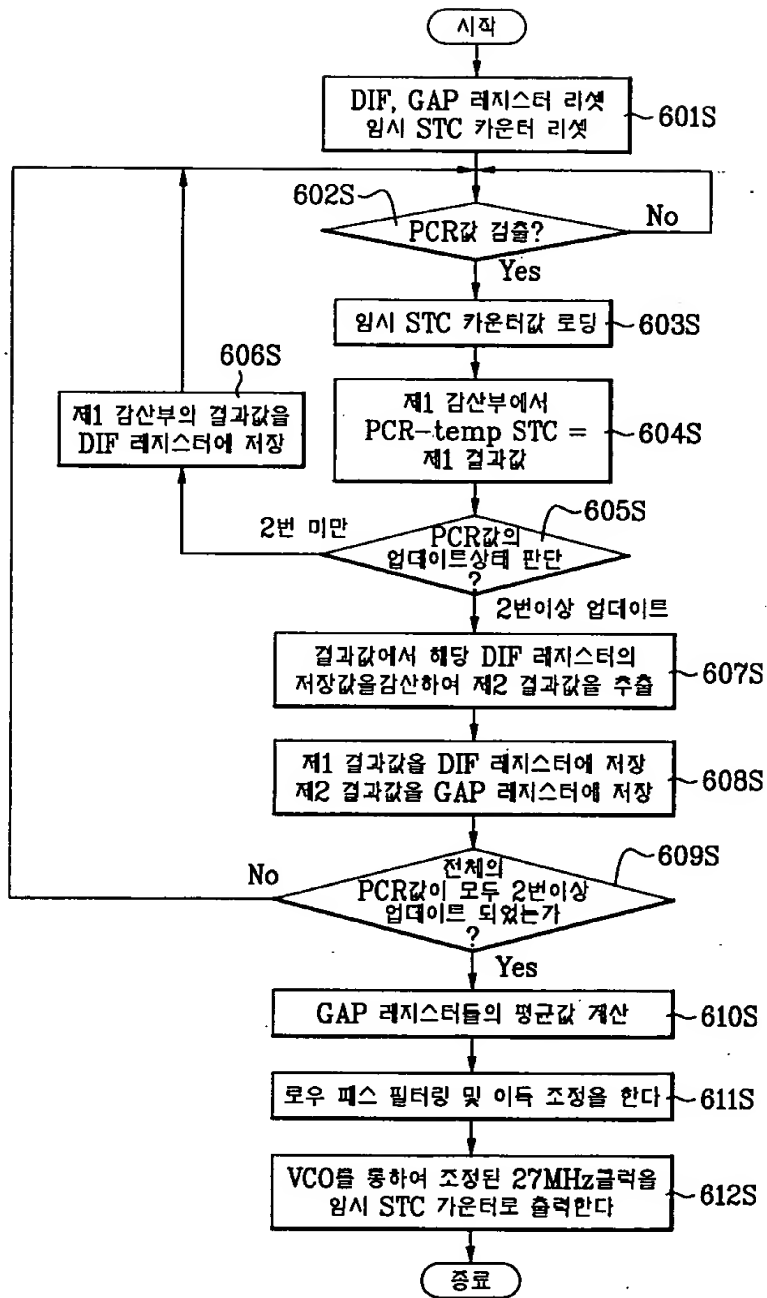 시작
DIF, GAP 레지스터 리셋
임시 STC 카운터 리셋
601S
602S
PCR값 검출?
No
Yes
임시 STC 카운터값 로딩
603S
606S
제1 감산부의 결과값을
DIF 레지스터에 저장
제1 감산부에서
PCR-temp STC =
제1 결과값
604S
2번 미만
605S
PCR값의
업데이트상태 판단
?
2번이상 업데이트
결과값에서 해당 DIF 레지스터의
저장값을감산하여 제2 결과값을 추출
607S
제1 결과값을 DIF 레지스터에 저장
제2 결과값을 GAP 레지스터에 저장
608S
No
609S
전체의
PCR값이 모두 2번이상
업데이트 되었는가
?
Yes
GAP 레지스터들의 평균값 계산
610S
로우 패스 필터링 및 이득 조정을 한다
611S
VCO를 통하여 조정된 27MHz클럭을
임시 STC 카운터로 출력한다
612S
종료